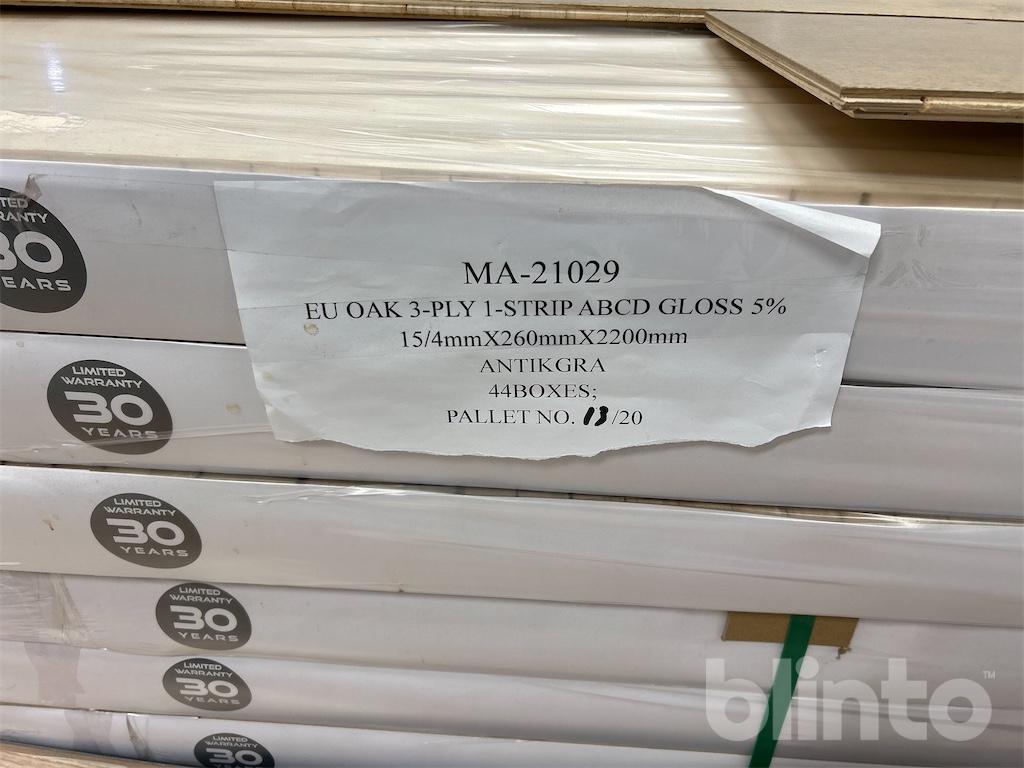 MA-21029
EU OAK 3-PLY 1-STRIP ABCD GLOSS 5%
15/4mmX260mmX2200mm
ANTIKGRA
44BOXES;
PALLET NO. 13/20
30
YEARS
LIMITED
WARRANTY
30
YEARS
LIMITED
WARRANTY
30
YEARS
LIMITED
WARRANTY
30
YEARS
LIMITED
WARRANTY
30
YEARS
LIMITED
WARRANTY
30
blinto™